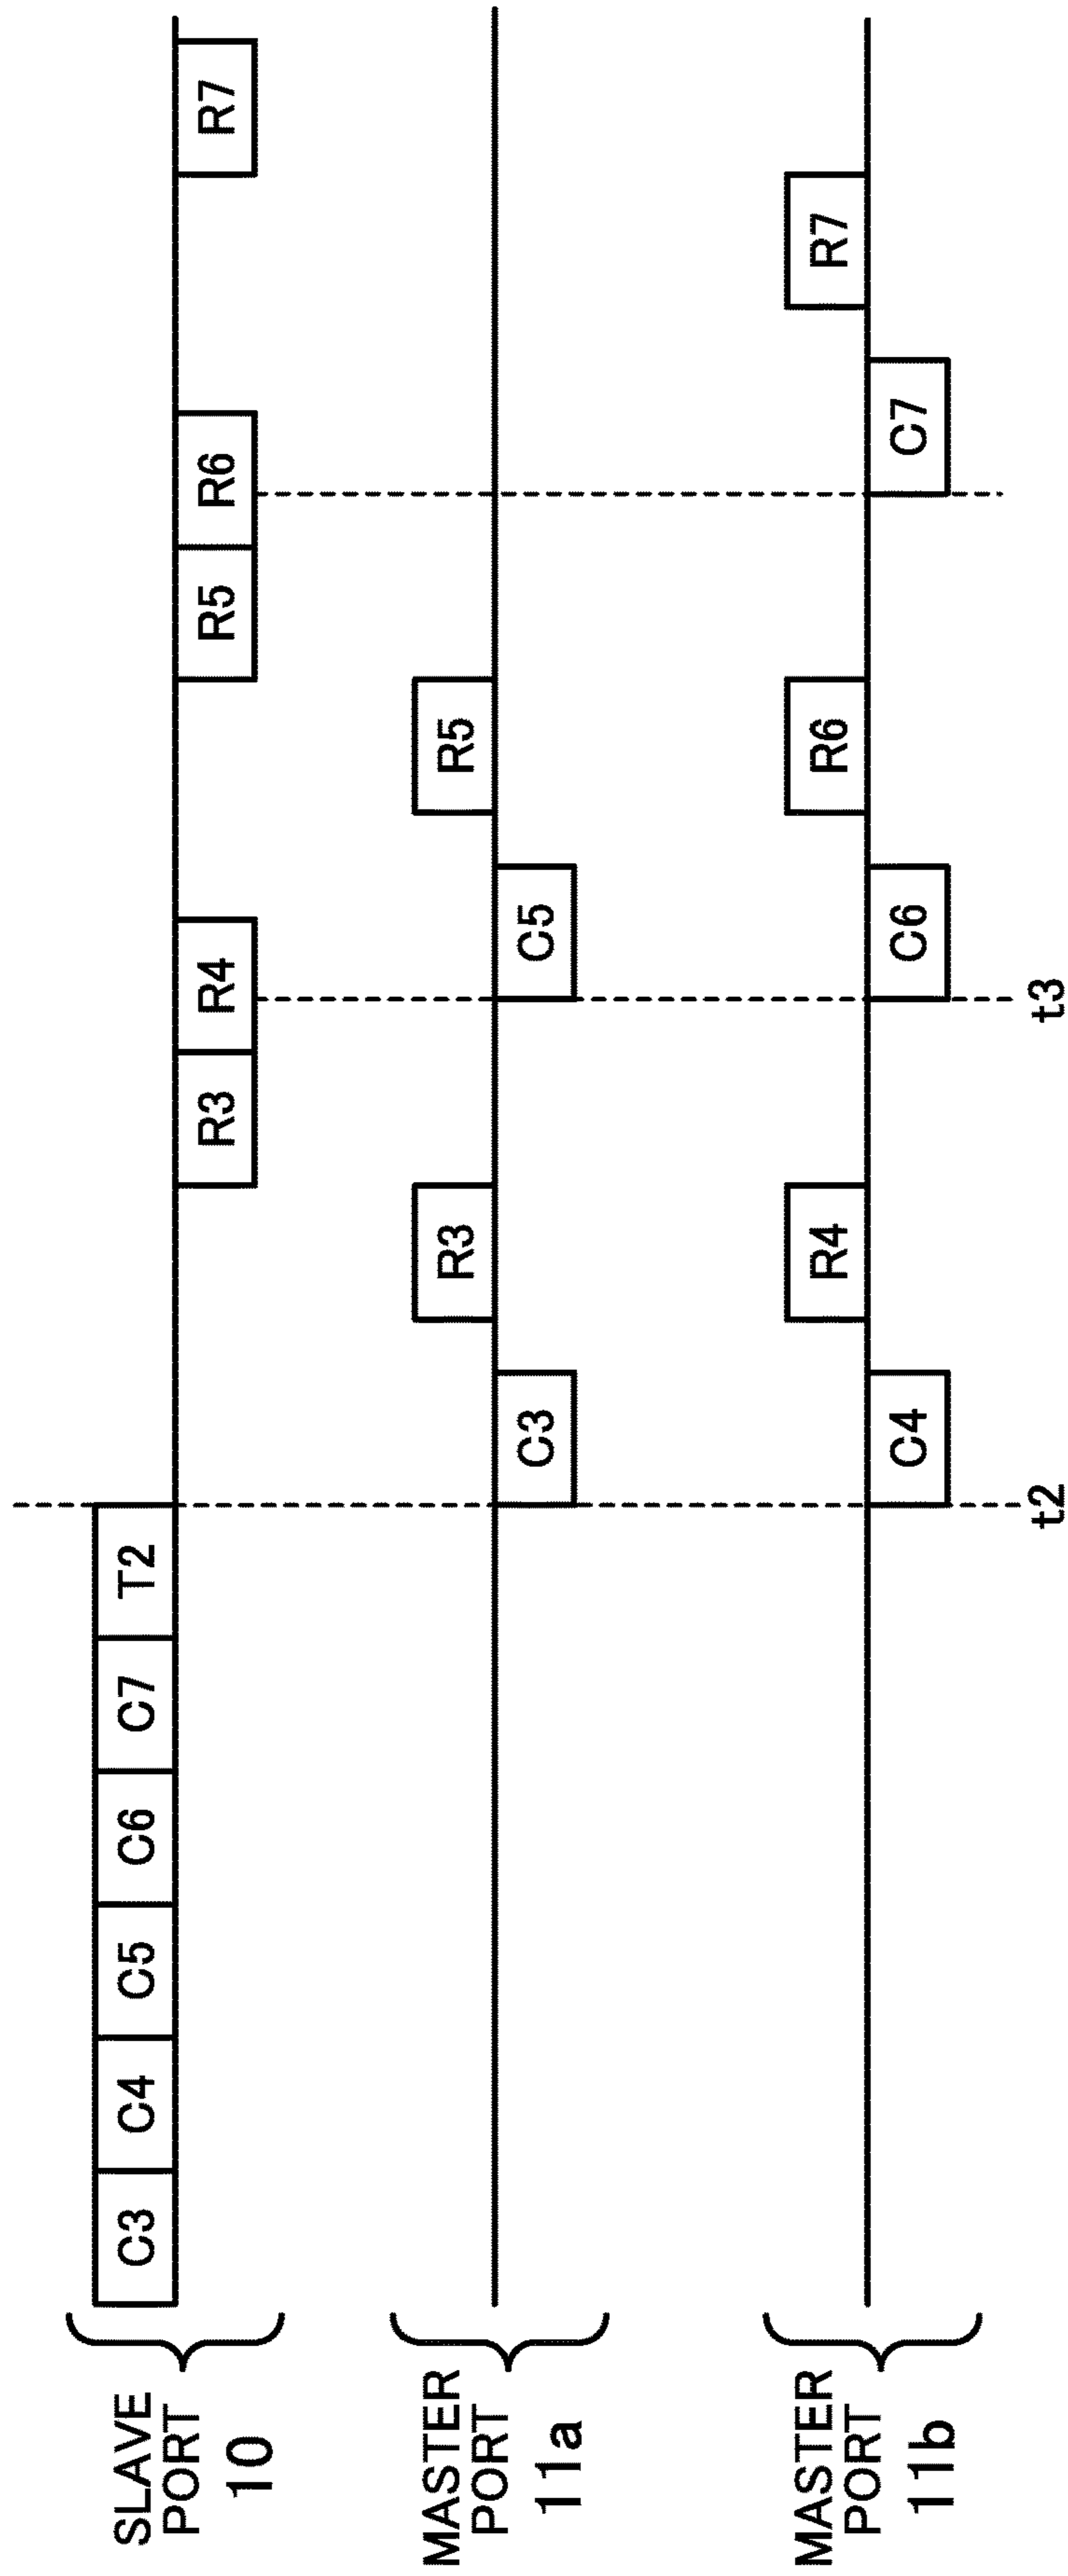 SLAVE
PORT
10
C3 C4 C5 C6 C7 T2
R3 R4 R5 R6 R7
MASTER
PORT
11a
R3 R5
C3 C5
MASTER
PORT
11b
R4 R6 R7
C4 C6 C7
t2 t3